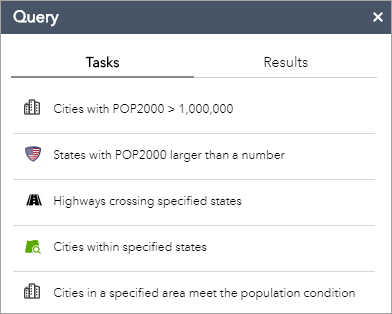 Query
Tasks Results
Cities with POP2000 > 1,000,000
States with POP2000 larger than a number
Highways crossing specified states
Cities within specified states
Cities in a specified area meet the population condition